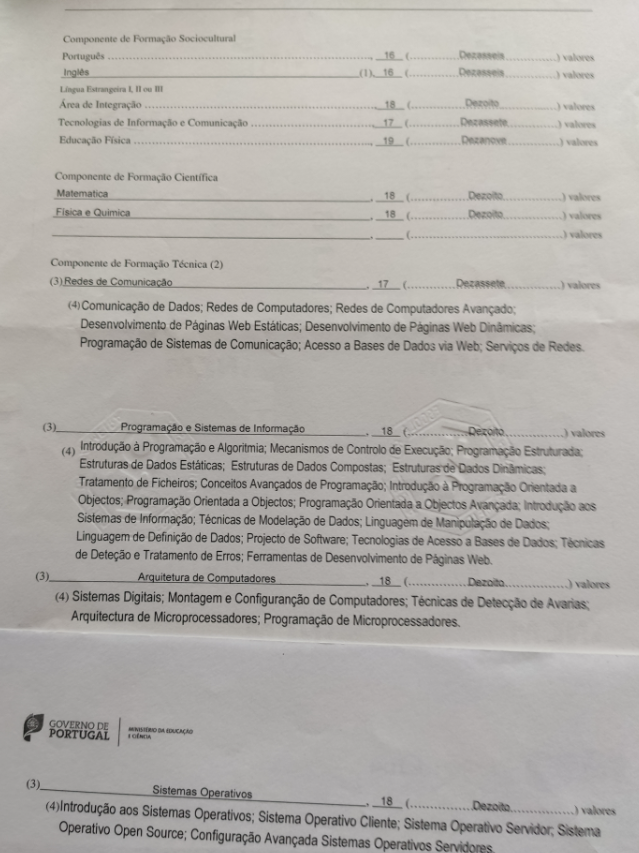 Componente de Formação Sociocultural
Português ........ 16 (........ Dezasseis ........) valores
Inglês (1), 16 (........ Dezasseis ........) valores
Língua Estrangeira I, II ou III
Área de Integração ........ 18 (........ Dezoito ........) valores
Tecnologias de Informação e Comunicação ........ 17 (........ Dezassete ........) valores
Educação Física ........ 19 (........ Dezanove ........) valores
Componente de Formação Científica
Matematica , 18 (........ Dezoito ........) valores
Física e Quimica , 18 (........ Dezoito ........) valores
, ____ (................) valores
Componente de Formação Técnica (2)
(3) Redes de Comunicação , 17 (........ Dezassete ........) valores
(4) Comunicação de Dados; Redes de Computadores; Redes de Computadores Avançado;
Desenvolvimento de Páginas Web Estáticas; Desenvolvimento de Páginas Web Dinâmicas;
Programação de Sistemas de Comunicação; Acesso a Bases de Dados via Web; Serviços de Redes.
(3) Programação e Sistemas de Informação , 18 (........ Dezoito ........) valores
(4) Introdução à Programação e Algoritmia; Mecanismos de Controlo de Execução; Programação Estruturada;
Estruturas de Dados Estáticas; Estruturas de Dados Compostas; Estruturas de Dados Dinâmicas;
Tratamento de Ficheiros; Conceitos Avançados de Programação; Introdução à Programação Orientada a
Objectos; Programação Orientada a Objectos; Programação Orientada a Objectos Avançada; Introdução aos
Sistemas de Informação; Técnicas de Modelação de Dados; Linguagem de Manipulação de Dados;
Linguagem de Definição de Dados; Projecto de Software; Tecnologias de Acesso a Bases de Dados; Técnicas
de Deteção e Tratamento de Erros; Ferramentas de Desenvolvimento de Páginas Web.
(3) Arquitetura de Computadores , 18 (........ Dezoito ........) valores
(4) Sistemas Digitais; Montagem e Configuranção de Computadores; Técnicas de Detecção de Avarias;
Arquitectura de Microprocessadores; Programação de Microprocessadores.
GOVERNO DE
PORTUGAL
MINISTÉRIO DA EDUCAÇÃO
E CIÊNCIA
(3) Sistemas Operativos , 18 (........ Dezoito ........) valores
(4) Introdução aos Sistemas Operativos; Sistema Operativo Cliente; Sistema Operativo Servidor; Sistema
Operativo Open Source; Configuração Avançada Sistemas Operativos Servidores.